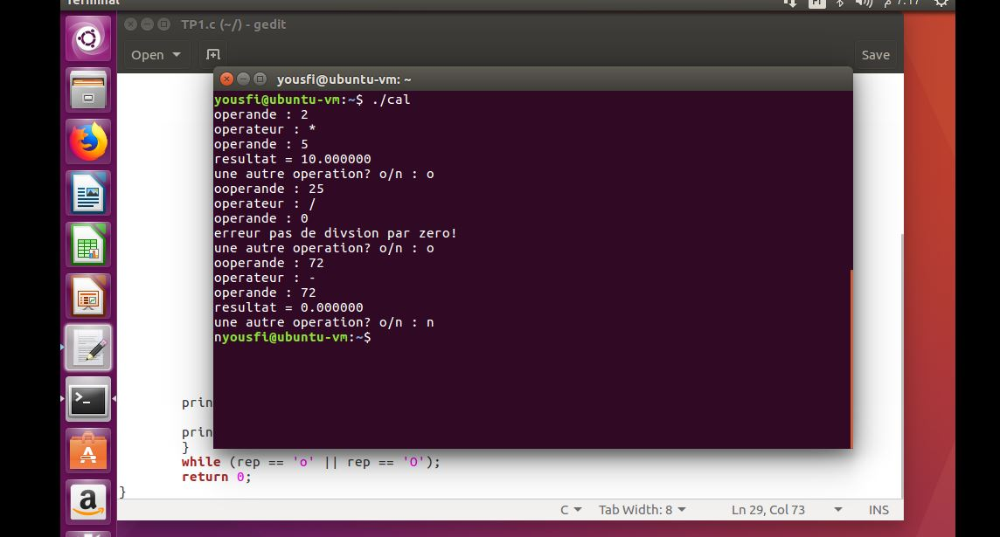 Terminal
Fr
7:17 م
TP1.c (~/) - gedit
Open
Save
yousfi@ubuntu-vm: ~
yousfi@ubuntu-vm:~$ ./cal
operande : 2
operateur : *
operande : 5
resultat = 10.000000
une autre operation? o/n : o
ooperande : 25
operateur : /
operande : 0
erreur pas de divsion par zero!
une autre operation? o/n : o
ooperande : 72
operateur : -
operande : 72
resultat = 0.000000
une autre operation? o/n : n
nyousfi@ubuntu-vm:~$
prin
prin
}
while (rep == 'o' || rep == 'O');
return 0;
}
C
Tab Width: 8
Ln 29, Col 73
INS